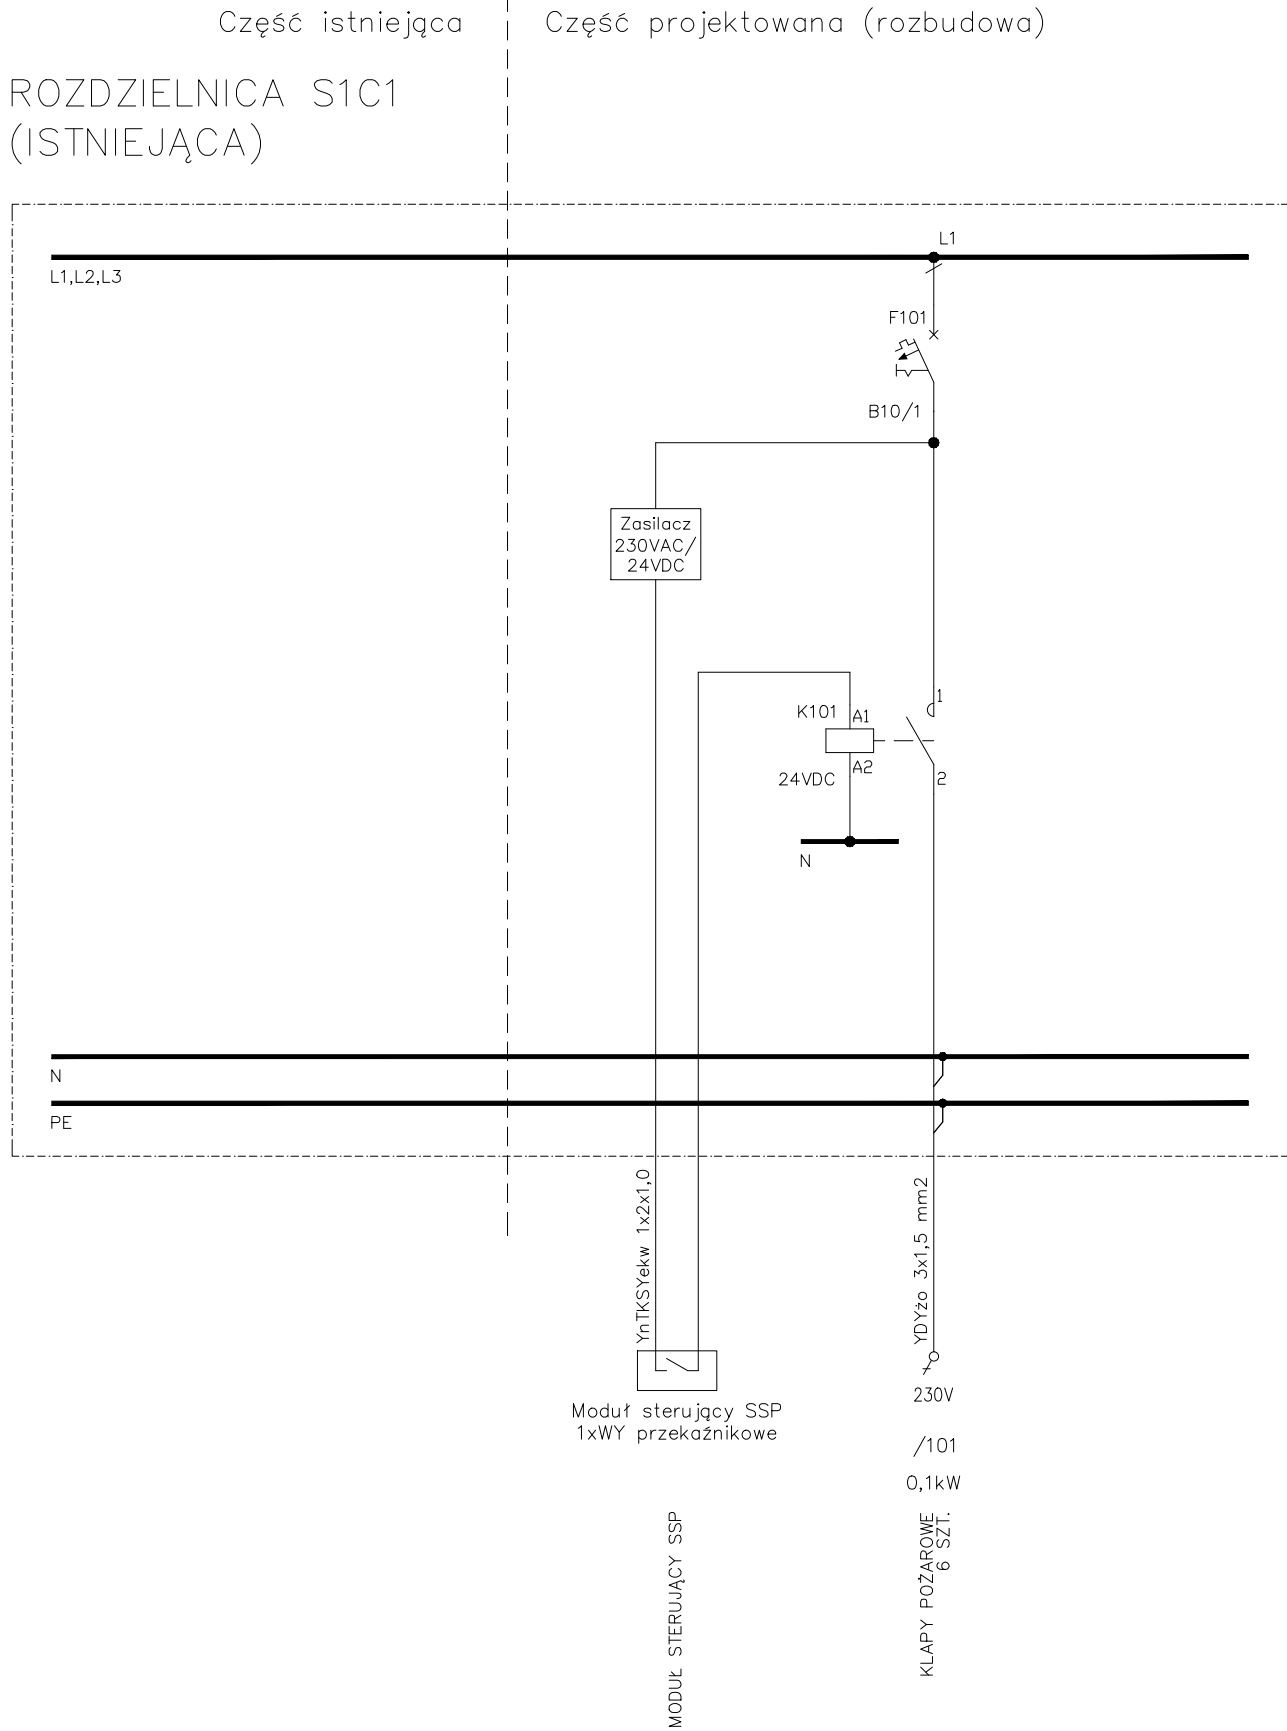 Część istniejąca
Część projektowana (rozbudowa)
ROZDZIELNICA S1C1
(ISTNIEJĄCA)
L1
L1,L2,L3
F101
B10/1
Zasilacz
230VAC/
24VDC
1
K101
A1
A2
24VDC
2
N
N
PE
YnTKSYekw 1x2x1,0
YDYżo 3x1,5 mm2
Moduł sterujący SSP
1xWY przekaźnikowe
230V
/101
0,1kW
MODUŁ STERUJĄCY SSP
KLAPY POŻAROWE
6 SZT.